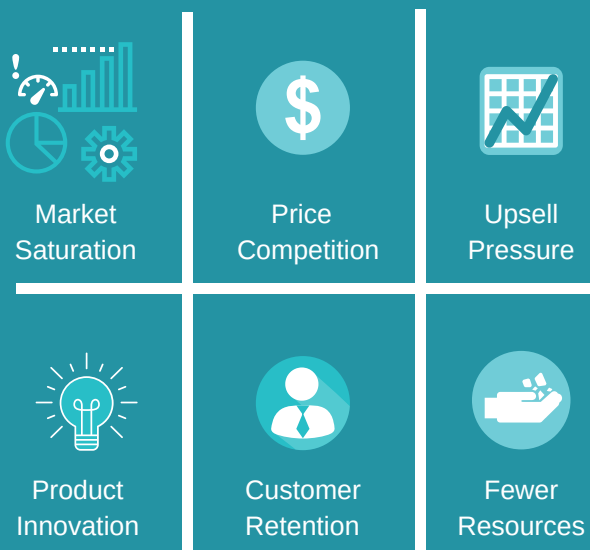 !
$
Market
Saturation
Price
Competition
Upsell
Pressure
Product
Innovation
Customer
Retention
Fewer
Resources